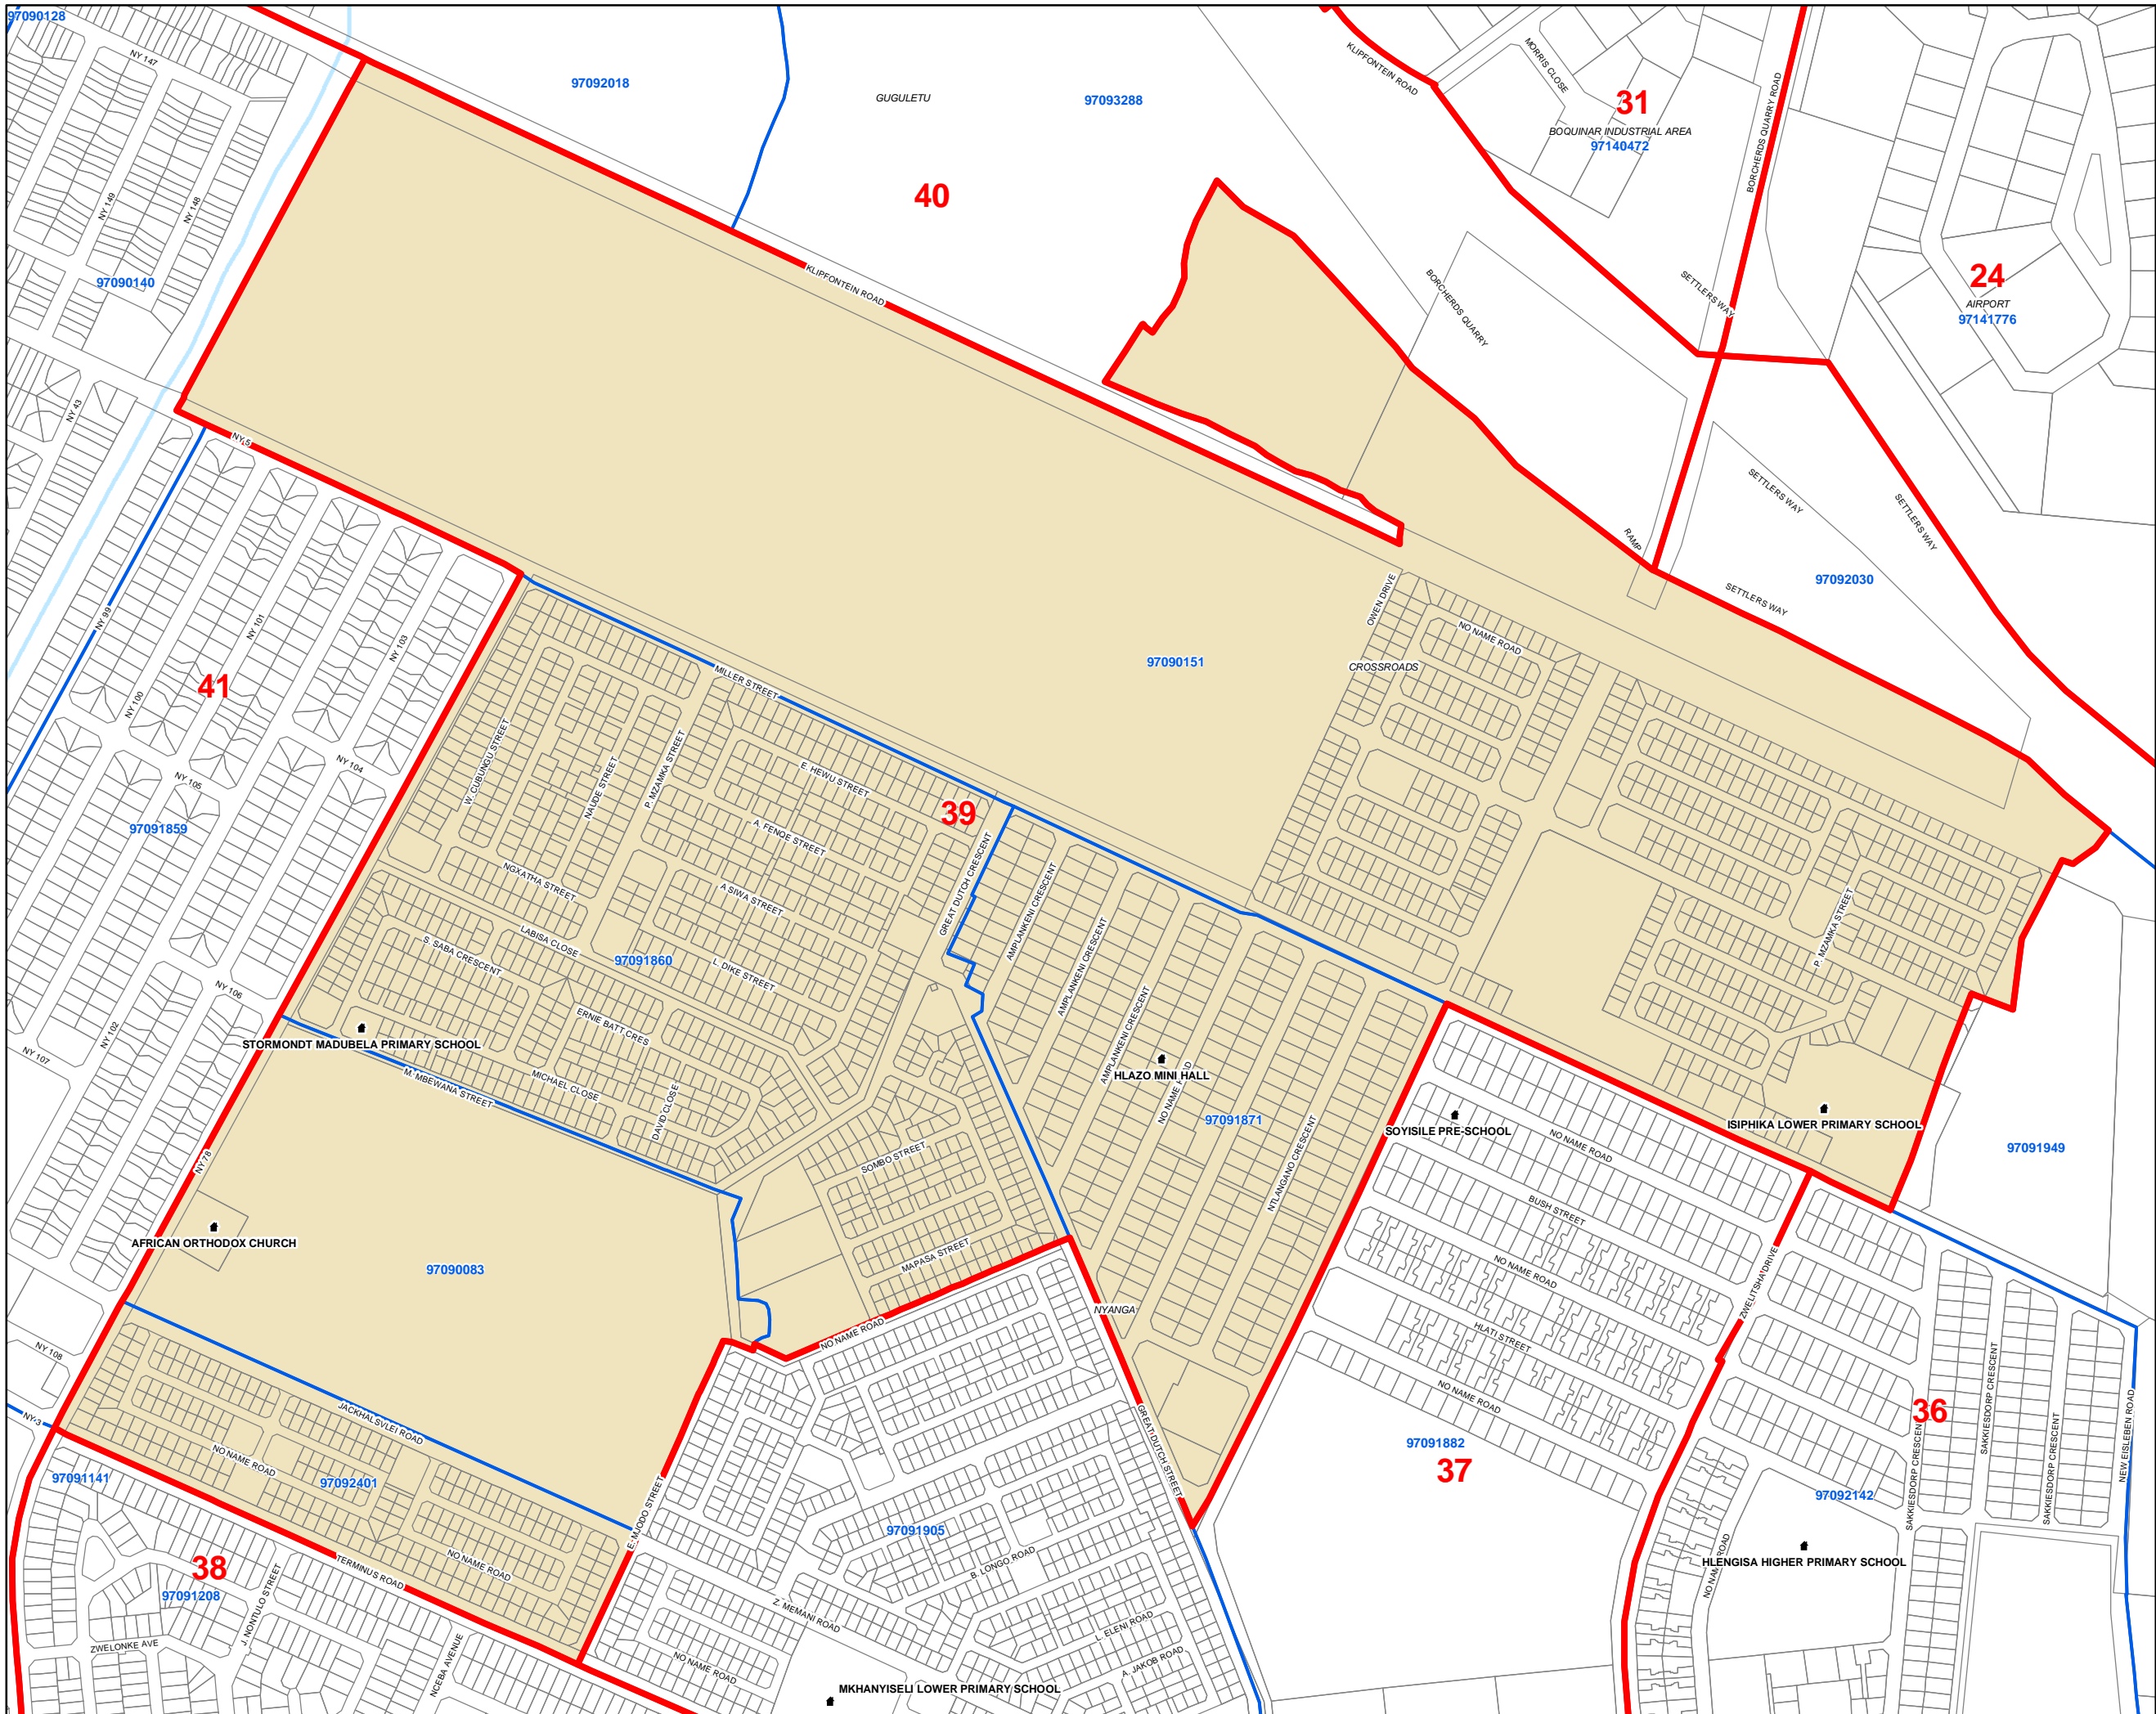 97090128
NY 147
97092018
GUGULETU
97093288
KLIPFONTEIN ROAD
MORRIS CLOSE
31
BOQUINAR INDUSTRIAL AREA
97140472
BORCHERDS QUARRY ROAD
40
NY 149
NY 148
97090140
KLIPFONTEIN ROAD
BORCHERDS QUARRY
SETTLERS WAY
24
AIRPORT
97141776
NY 43
NY 5
SETTLERS WAY
SETTLERS WAY
RAMP
97092030
SETTLERS WAY
OWEN DRIVE
NO NAME ROAD
NY 99
NY 101
NY 103
97090151
CROSSROADS
MILLER STREET
41
NY 100
W. CUBUNGU STREET
P. MZAMKA STREET
NY 104
NY 105
NAUDE STREET
E. HEWU STREET
39
97091859
A. FENQE STREET
GREAT DUTCH CRESCENT
NGXATHA STREET
A SIWA STREET
AMPLANKENI CRESCENT
P. MZAMKA STREET
LABISA CLOSE
S. SABA CRESCENT
97091860
L. DIKE STREET
AMPLANKENI CRESCENT
NY 106
ERNIE BATT CRES
NY 102
STORMONDT MADUBELA PRIMARY SCHOOL
AMPLANKENI CRESCENT
NY 107
M. MBEWANA STREET
MICHAEL CLOSE
DAVID CLOSE
HLAZO MINI HALL
97091871
SOYISILE PRE-SCHOOL
ISIPHIKA LOWER PRIMARY SCHOOL
NO NAME ROAD
97091949
NY 78
SOMBO STREET
NTLANGANO CRESCENT
BUSH STREET
AFRICAN ORTHODOX CHURCH
MAPASA STREET
97090083
NO NAME ROAD
ZWELITSHA DRIVE
NYANGA
NO NAME ROAD
HLATI STREET
NY 108
SAKKIESDORP CRESCENT
NO NAME ROAD
NY 3
JACKHALSVLEI ROAD
36
NEW EISLEBEN ROAD
GREAT DUTCH STREET
97091882
37
NO NAME ROAD
97092401
97091141
SAKKIESDORP CRESCENT
SAKKIESDORP CRESCENT
97092142
E. MJODO STREET
97091905
38
97091208
TERMINUS ROAD
NO NAME ROAD
B. LONGO ROAD
HLENGISA HIGHER PRIMARY SCHOOL
NO NAME ROAD
J. NONTULO STREET
Z. MEMANI ROAD
L. ELENI ROAD
ZWELONKE AVE
NCEBA AVENUE
NO NAME ROAD
A. JAKOB ROAD
MKHANYISELI LOWER PRIMARY SCHOOL